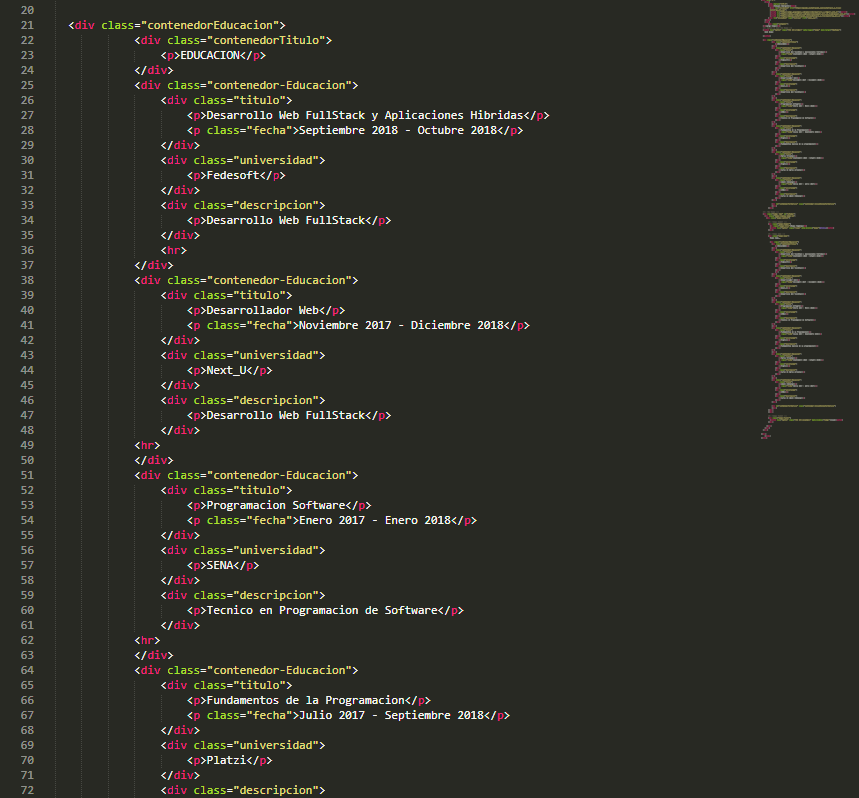 20
21 <div class="contenedorEducacion">
22 <div class="contenedorTitulo">
23 <p>EDUCACION</p>
24 </div>
25 <div class="contenedor-Educacion">
26 <div class="titulo">
27 <p>Desarrollo Web FullStack y Aplicaciones Hibridas</p>
28 <p class="fecha">Septiembre 2018 - Octubre 2018</p>
29 </div>
30 <div class="universidad">
31 <p>Fedesoft</p>
32 </div>
33 <div class="descripcion">
34 <p>Desarrollo Web FullStack</p>
35 </div>
36 <hr>
37 </div>
38 <div class="contenedor-Educacion">
39 <div class="titulo">
40 <p>Desarrollador Web</p>
41 <p class="fecha">Noviembre 2017 - Diciembre 2018</p>
42 </div>
43 <div class="universidad">
44 <p>Next_U</p>
45 </div>
46 <div class="descripcion">
47 <p>Desarrollo Web FullStack</p>
48 </div>
49 <hr>
50 </div>
51 <div class="contenedor-Educacion">
52 <div class="titulo">
53 <p>Programacion Software</p>
54 <p class="fecha">Enero 2017 - Enero 2018</p>
55 </div>
56 <div class="universidad">
57 <p>SENA</p>
58 </div>
59 <div class="descripcion">
60 <p>Tecnico en Programacion de Software</p>
61 </div>
62 <hr>
63 </div>
64 <div class="contenedor-Educacion">
65 <div class="titulo">
66 <p>Fundamentos de la Programacion</p>
67 <p class="fecha">Julio 2017 - Septiembre 2018</p>
68 </div>
69 <div class="universidad">
70 <p>Platzi</p>
71 </div>
72 <div class="descripcion">